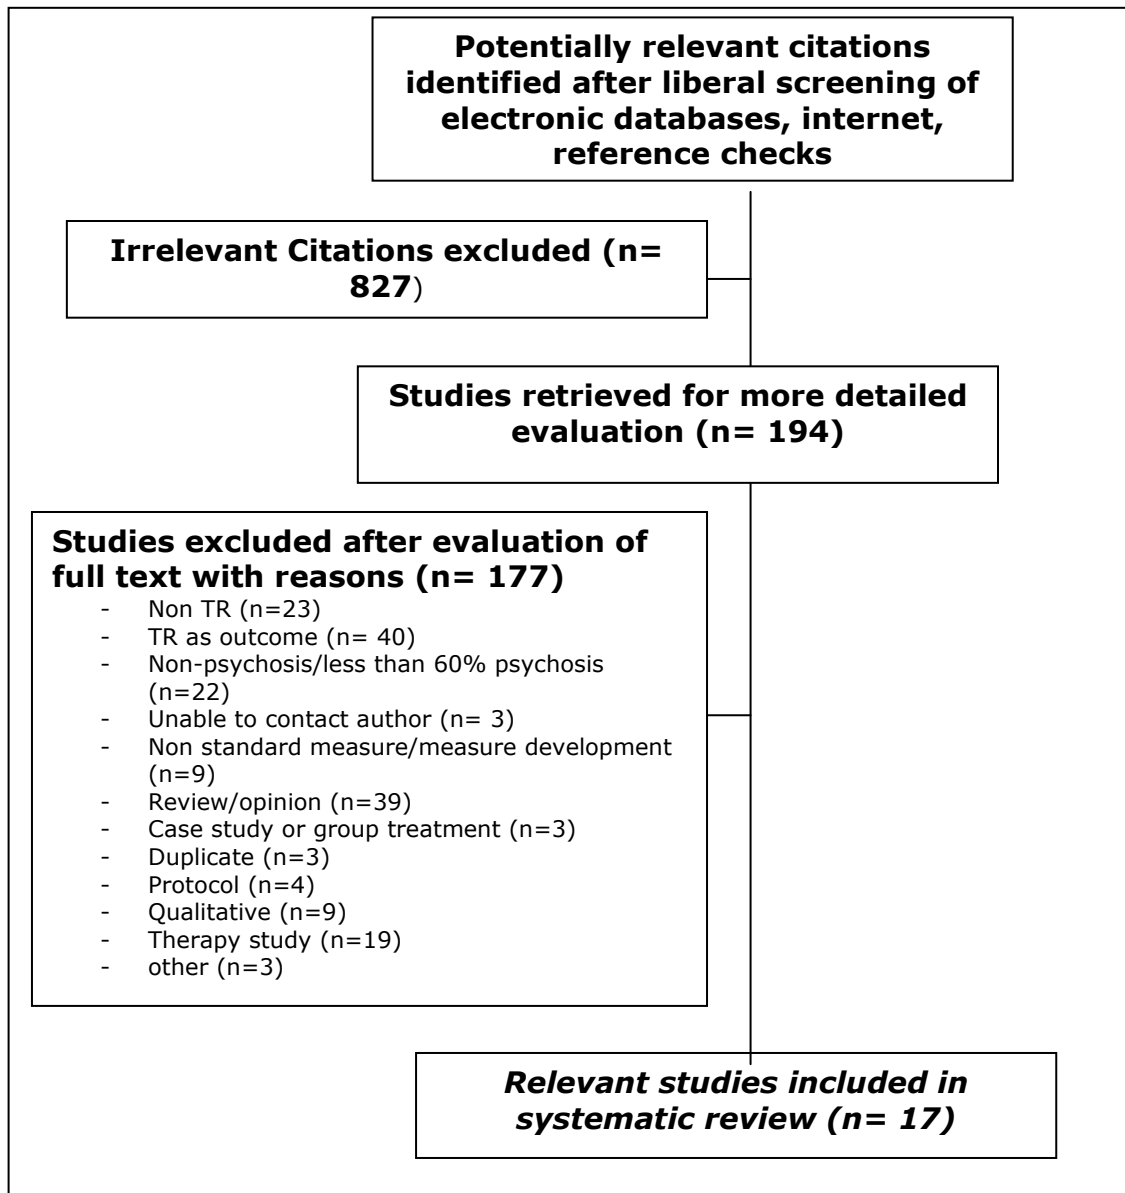 Potentially relevant citations
identified after liberal screening of
electronic databases, internet,
reference checks
Irrelevant Citations excluded (n=
827)
Studies retrieved for more detailed
evaluation (n= 194)
Studies excluded after evaluation of
full text with reasons (n= 177)
- Non TR (n=23)
- TR as outcome (n= 40)
- Non-psychosis/less than 60% psychosis
(n=22)
- Unable to contact author (n= 3)
- Non standard measure/measure development
(n=9)
- Review/opinion (n=39)
- Case study or group treatment (n=3)
- Duplicate (n=3)
- Protocol (n=4)
- Qualitative (n=9)
- Therapy study (n=19)
- other (n=3)
Relevant studies included in
systematic review (n= 17)